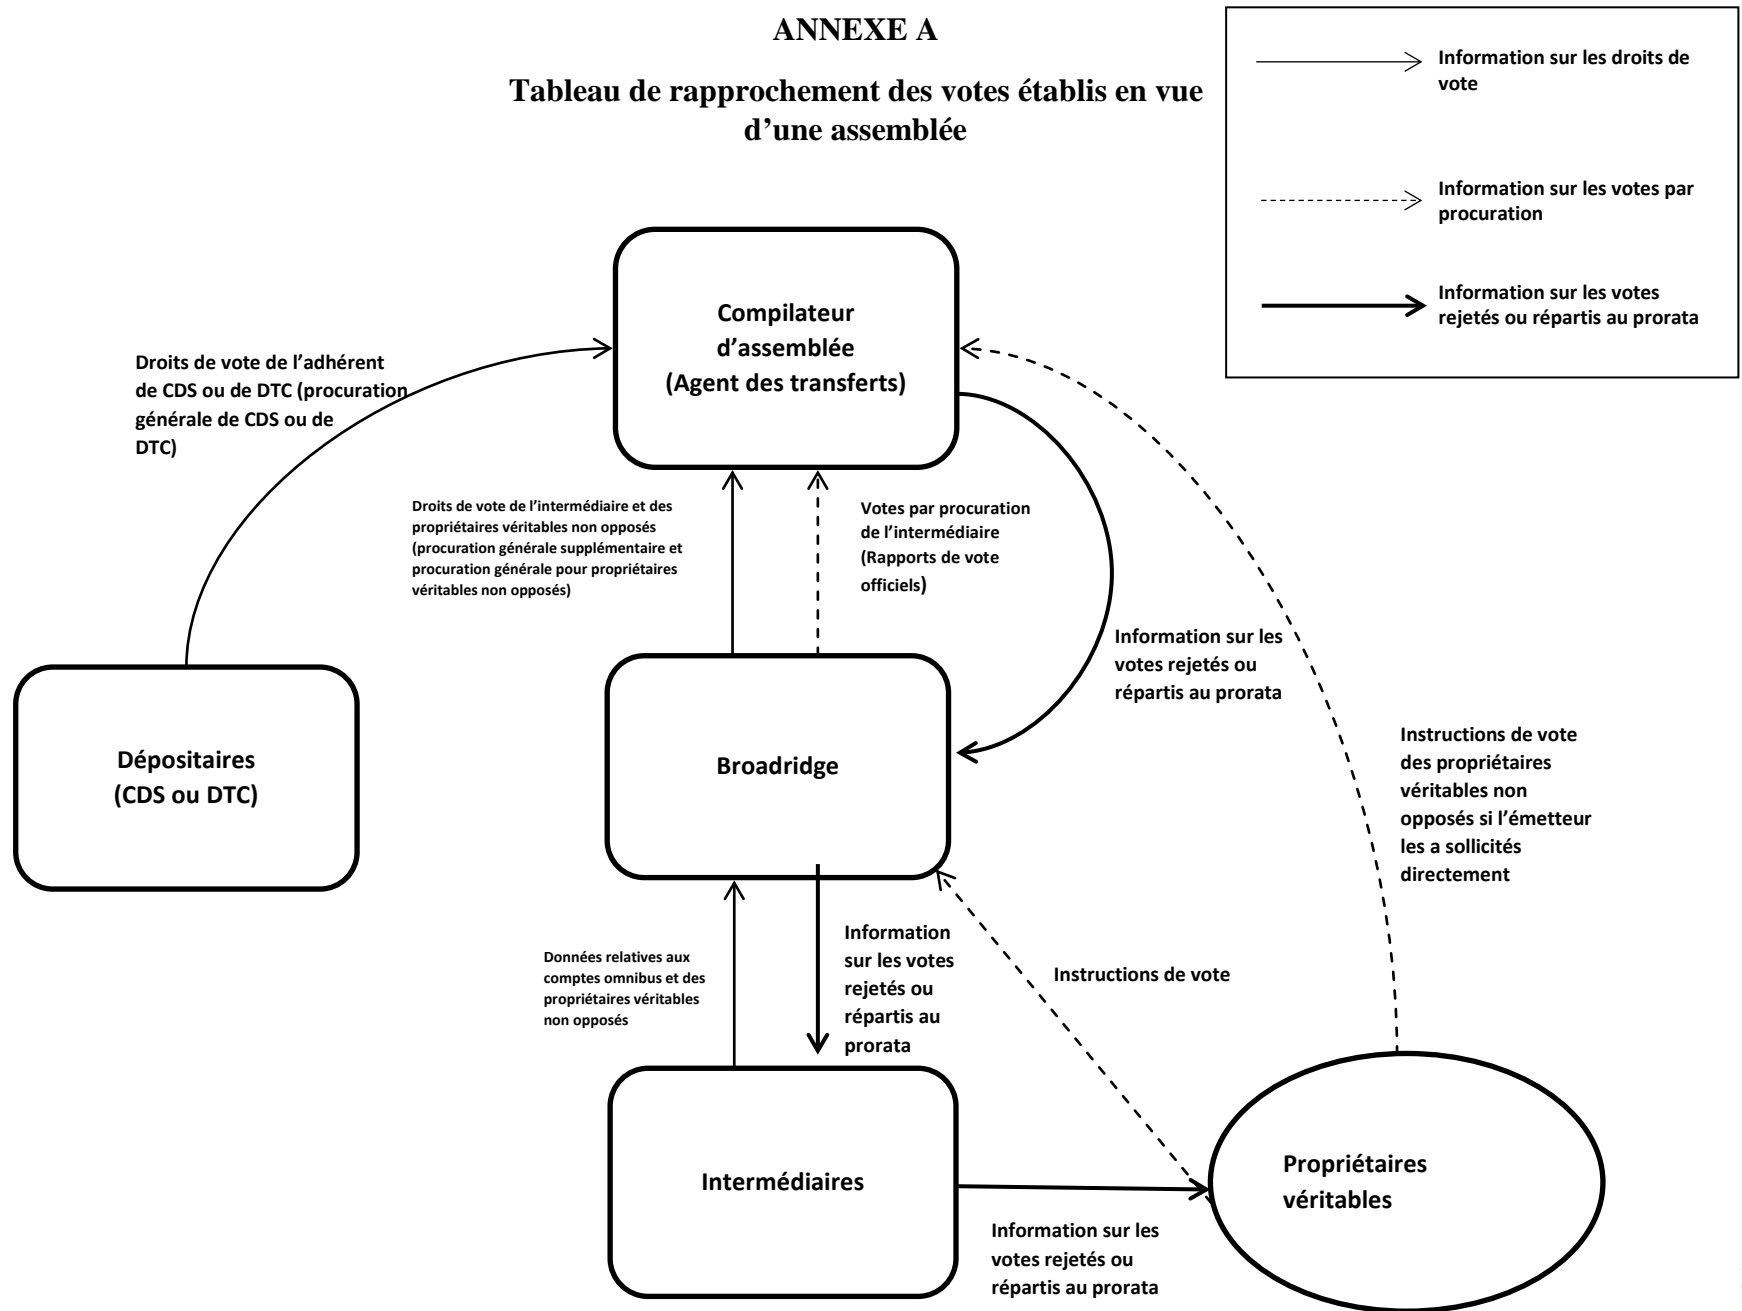 ANNEXE A
Tableau de rapprochement des votes établis en vue
d’une assemblée
Information sur les droits de
vote
Information sur les votes par
procuration
Information sur les votes
rejetés ou répartis au prorata
Compilateur
d’assemblée
(Agent des transferts)
Droits de vote de l’adhérent
de CDS ou de DTC (procuration
générale de CDS ou de
DTC)
Droits de vote de l’intermédiaire et des
propriétaires véritables non opposés
(procuration générale supplémentaire et
procuration générale pour propriétaires
véritables non opposés)
Votes par procuration
de l’intermédiaire
(Rapports de vote
officiels)
Information sur les
votes rejetés ou
répartis au prorata
Instructions de vote
des propriétaires
véritables non
opposés si l’émetteur
les a sollicités
directement
Dépositaires
(CDS ou DTC)
Broadridge
Données relatives aux
comptes omnibus et des
propriétaires véritables
non opposés
Information
sur les votes
rejetés ou
répartis au
prorata
Instructions de vote
Intermédiaires
Propriétaires
véritables
Information sur les
votes rejetés ou
répartis au prorata